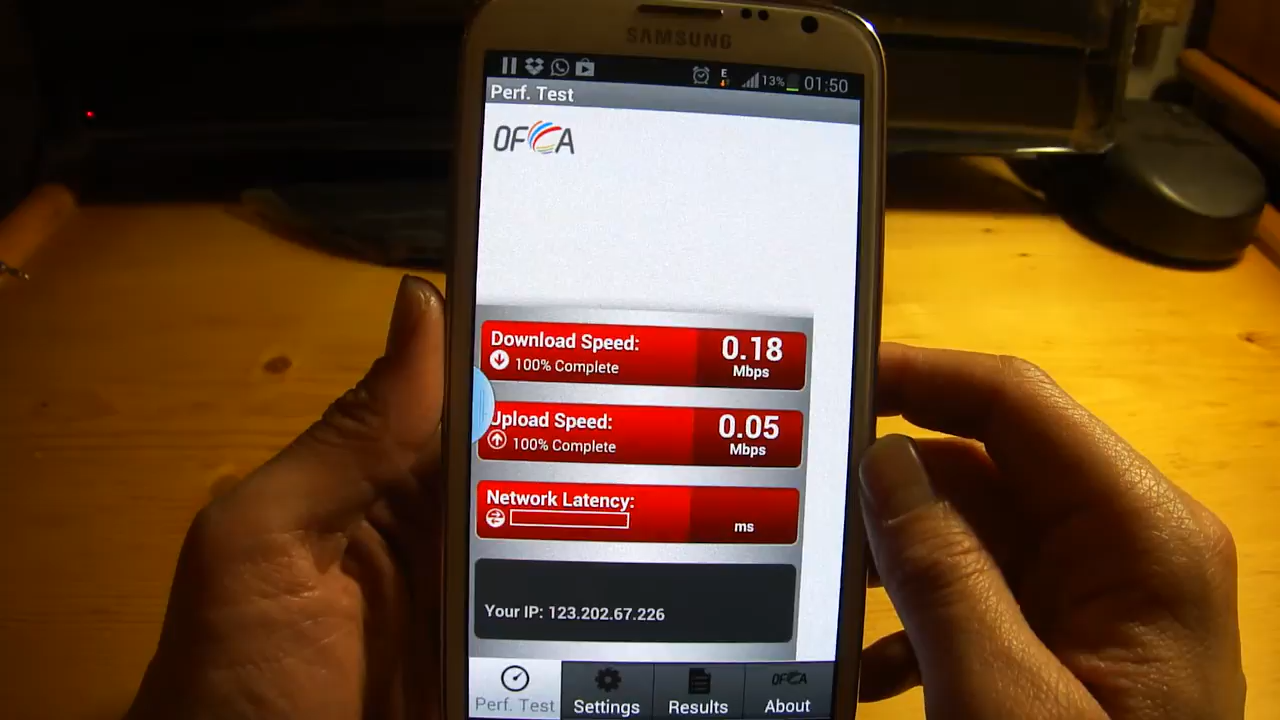 SAMSUNG
E 13% 01:50
Perf. Test
OFCA
Download Speed:
0.18
100% Complete
Mbps
Upload Speed:
0.05
100% Complete
Mbps
Network Latency:
ms
Your IP: 123.202.67.226
Perf. Test
Settings
Results
OFCA
About